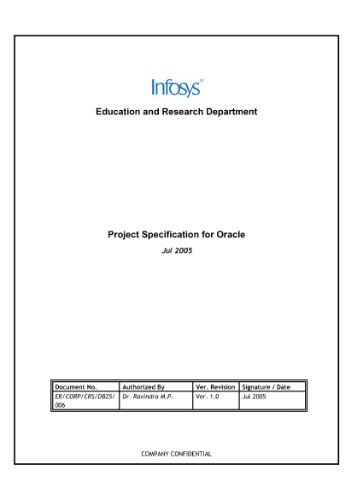 Infosys®
Education and Research Department
Project Specification for Oracle
Jul 2005
Document No. Authorized By Ver. Revision Signature / Date
ER/CORP/CRS/DB25/ Dr. Ravindra M.P. Ver. 1.0 Jul 2005
006
COMPANY CONFIDENTIAL